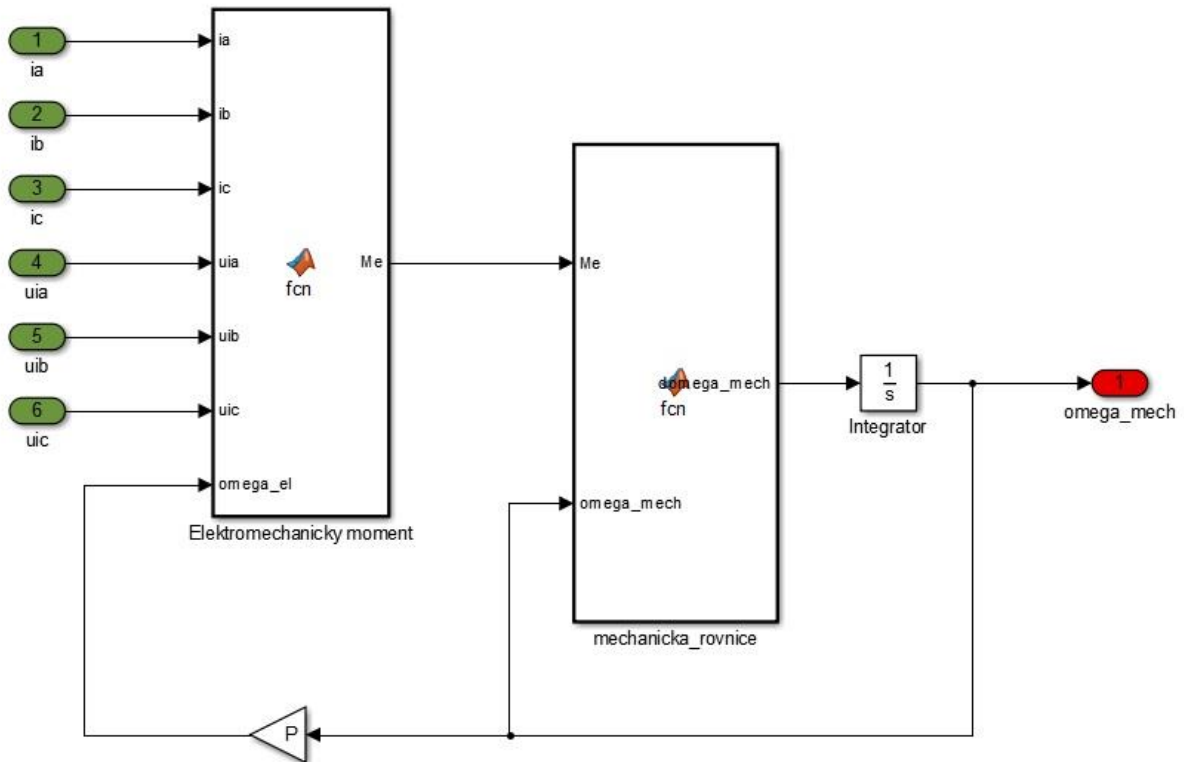 1
ia
2
ib
3
ic
4
uia
5
uib
6
uic
ia
ib
ic
uia
uib
uic
omega_el
fcn
Me
Elektromechanicky moment
Me
omega_mech
fcn
domega_mech
mechanicka_rovnice
1
s
Integrator
1
omega_mech
P